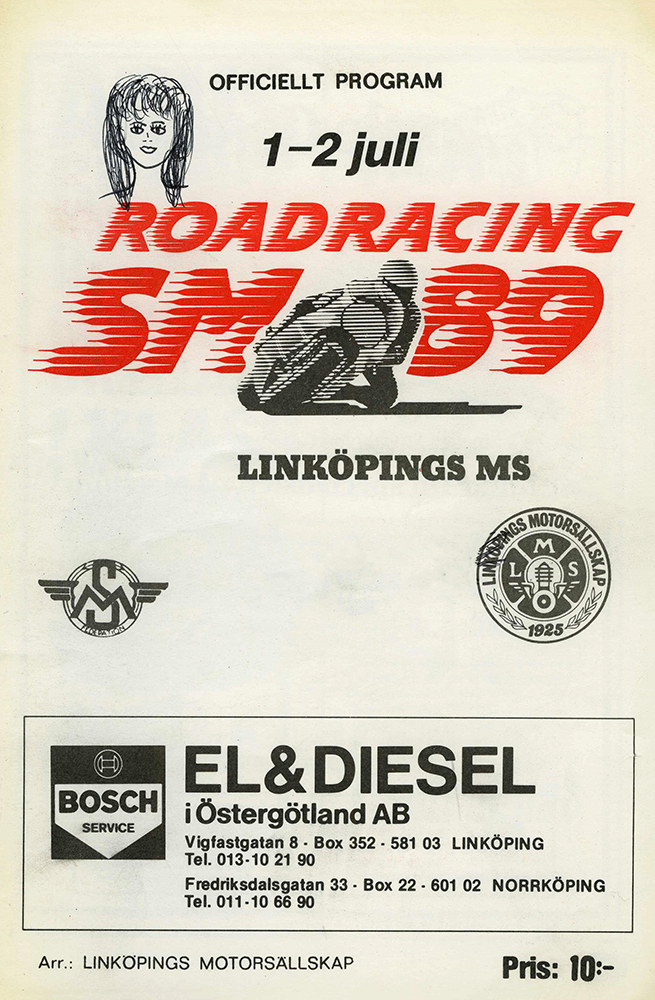 OFFICIELLT PROGRAM
1-2 juli
ROADRACING
SM 89
LINKÖPINGS MS
LINKÖPINGS MOTORSÄLLSKAP
L M S
1925
SM
FEDERATION
BOSCH
SERVICE
EL & DIESEL
i Östergötland AB
Vigfastgatan 8 - Box 352 - 581 03 LINKÖPING
Tel. 013-10 21 90
Fredriksdalsgatan 33 - Box 22 - 601 02 NORRKÖPING
Tel. 011-10 66 90
Arr.: LINKÖPINGS MOTORSÄLLSKAP
Pris: 10:-